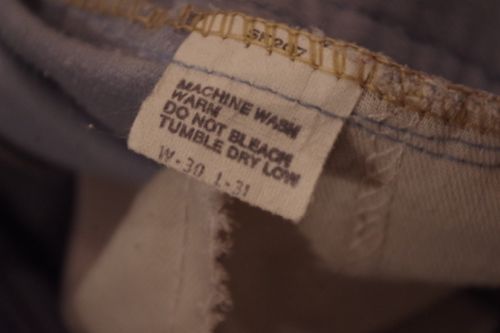 MACHINE WASH
WARM
DO NOT BLEACH
TUMBLE DRY LOW
W-30 L-31